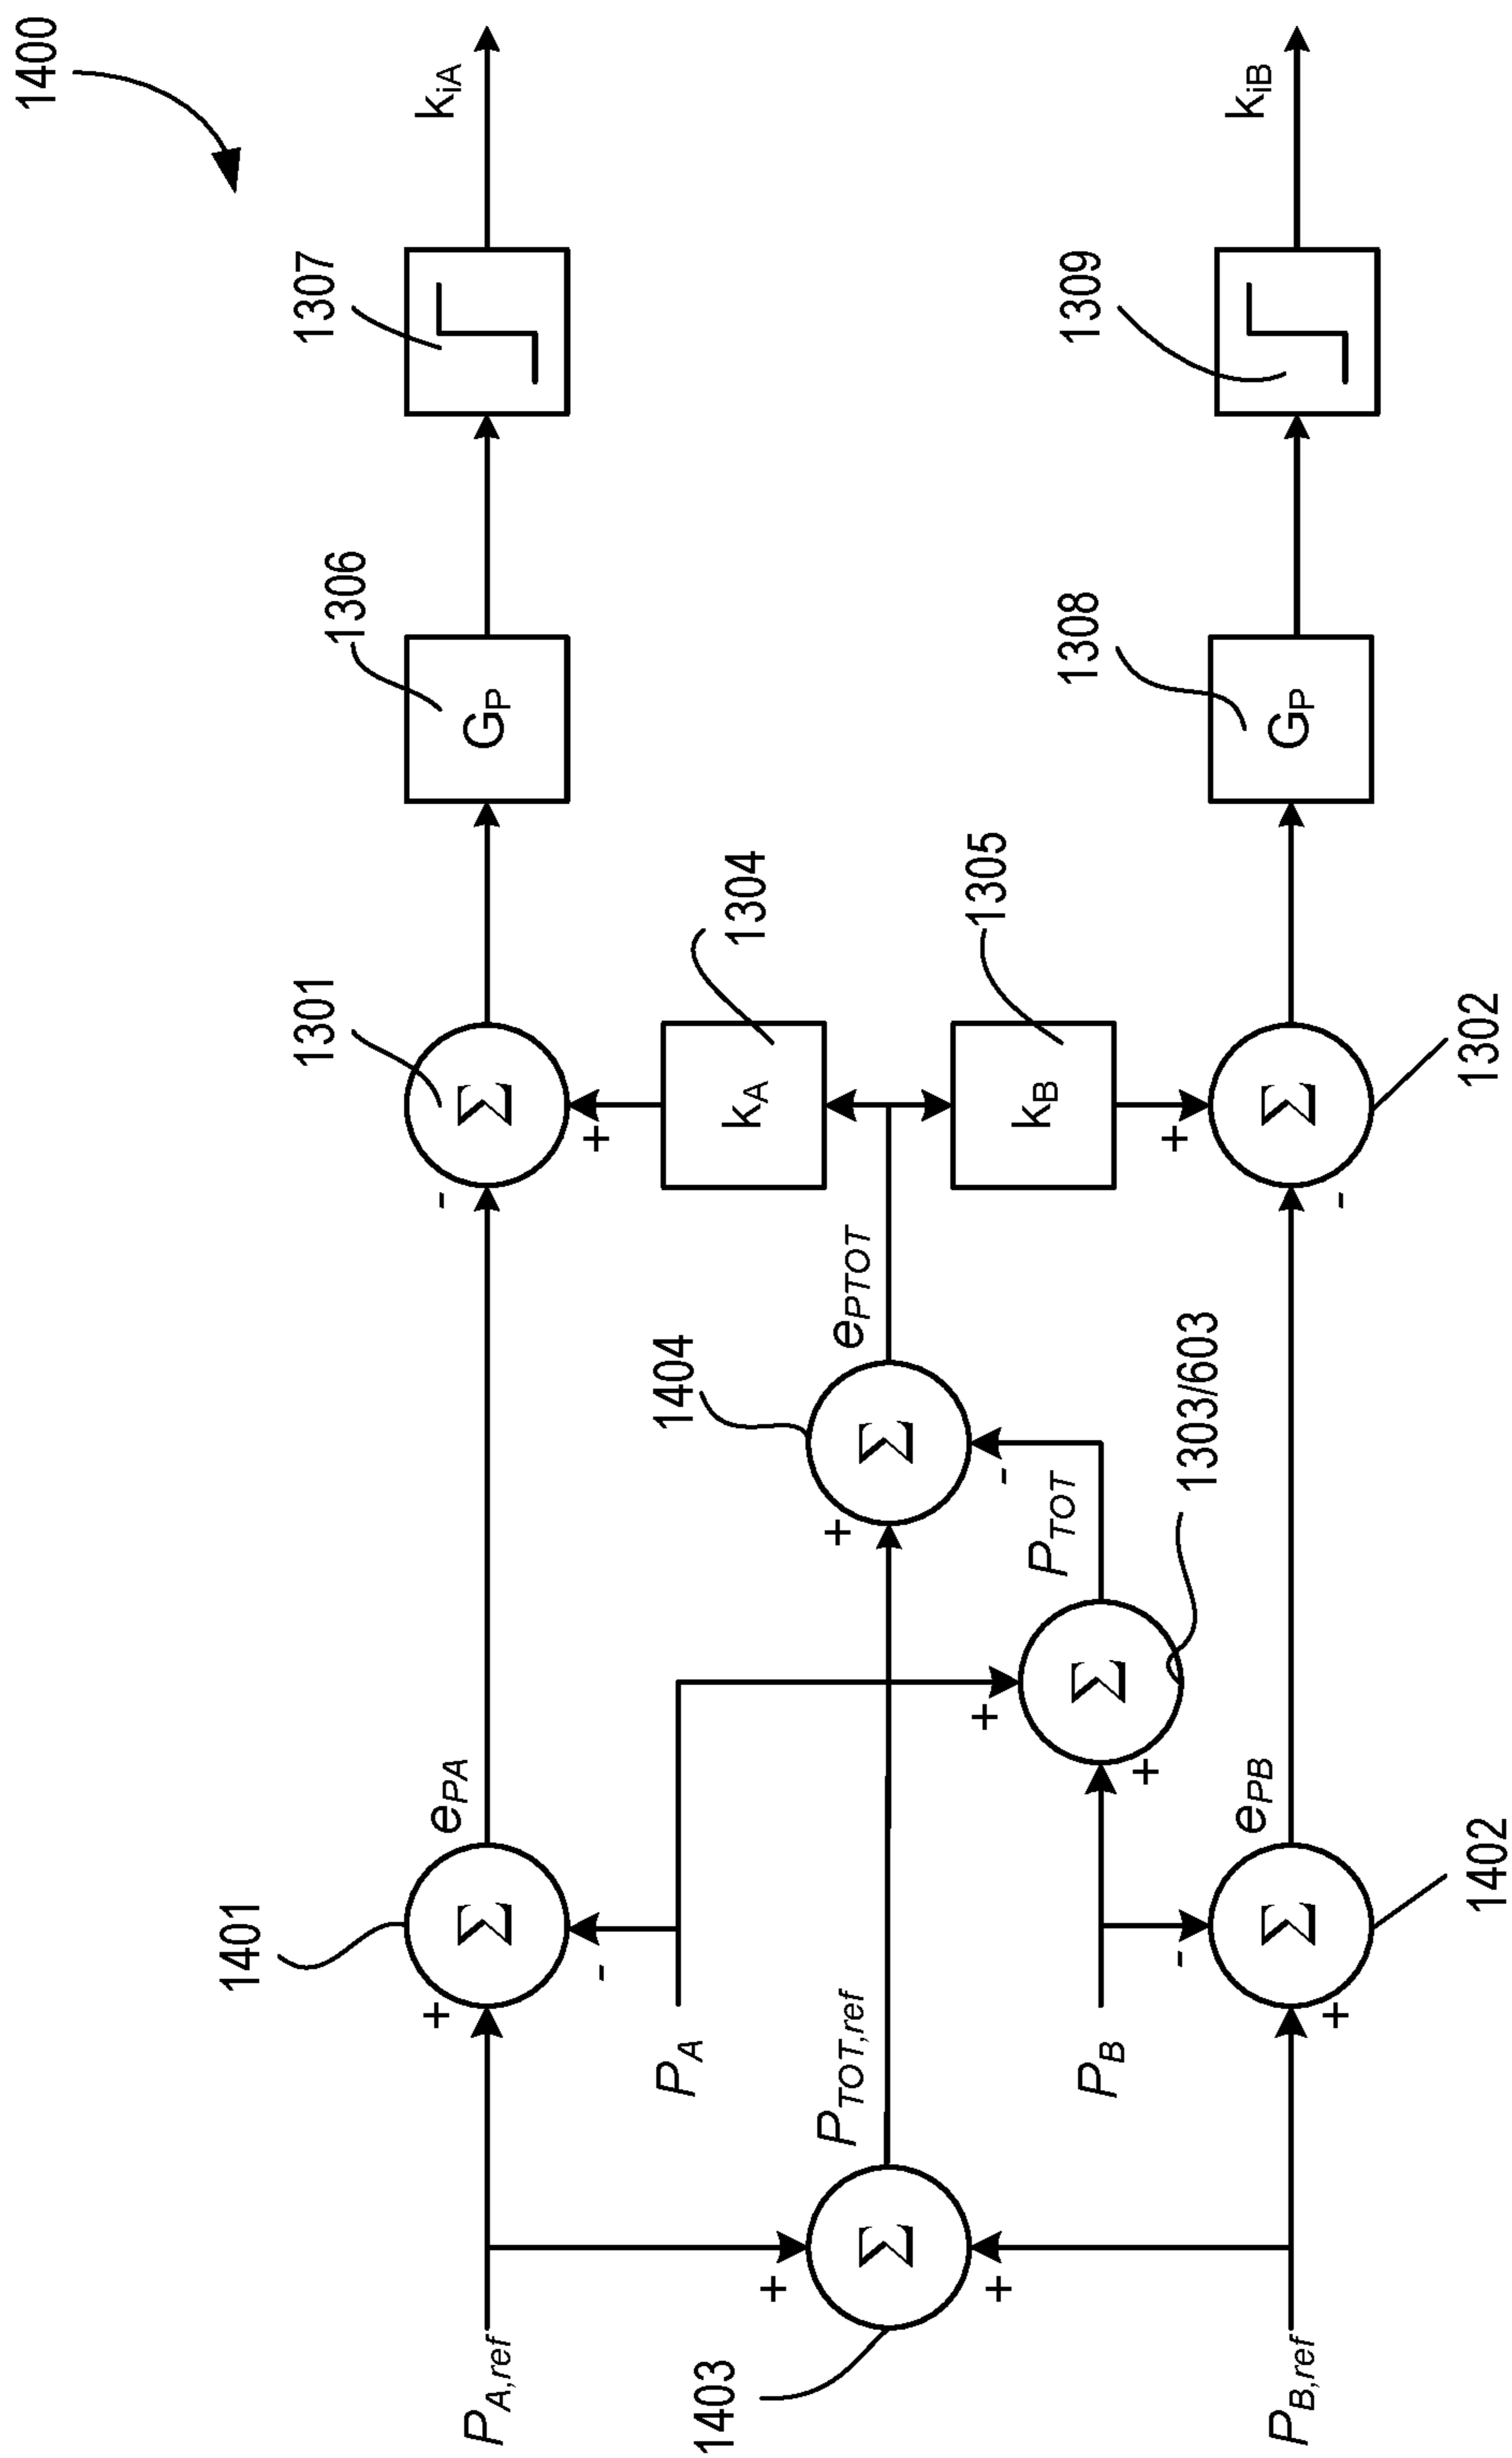 1400
P_A,ref
1403
P_B,ref
+
+
P_TOT,ref
P_A
P_B
+
-
1401
Σ
e_PA
-
+
1402
Σ
e_PB
Σ
+
+
Σ
1303/603
P_TOT
+
-
1404
Σ
e_PTOT
-
+
1301
Σ
k_A
1304
k_B
1305
+
-
Σ
1302
G_P
1306
G_P
1308
1307
1309
k_iA
k_iB